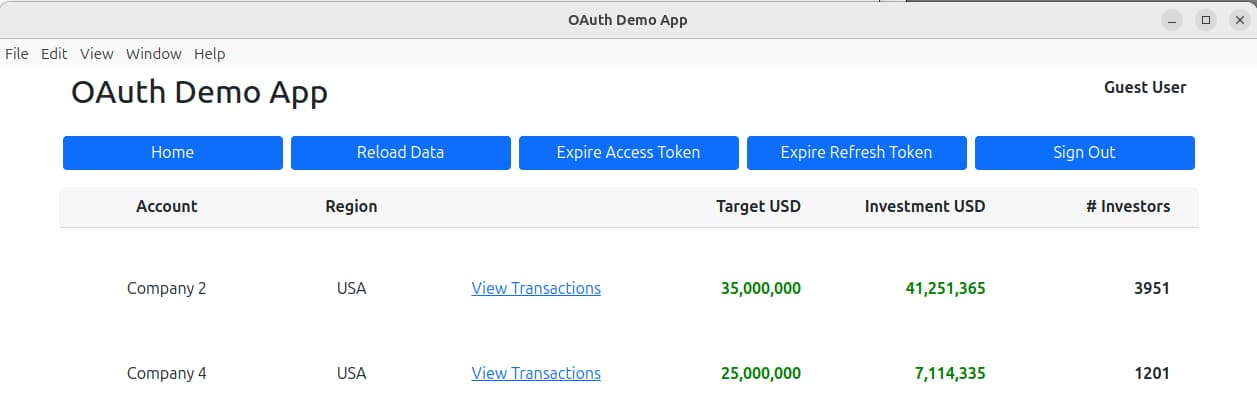 OAuth Demo App
File Edit View Window Help
OAuth Demo App
Guest User
Home Reload Data Expire Access Token Expire Refresh Token Sign Out
Account Region Target USD Investment USD # Investors
Company 2 USA View Transactions 35,000,000 41,251,365 3951
Company 4 USA View Transactions 25,000,000 7,114,335 1201